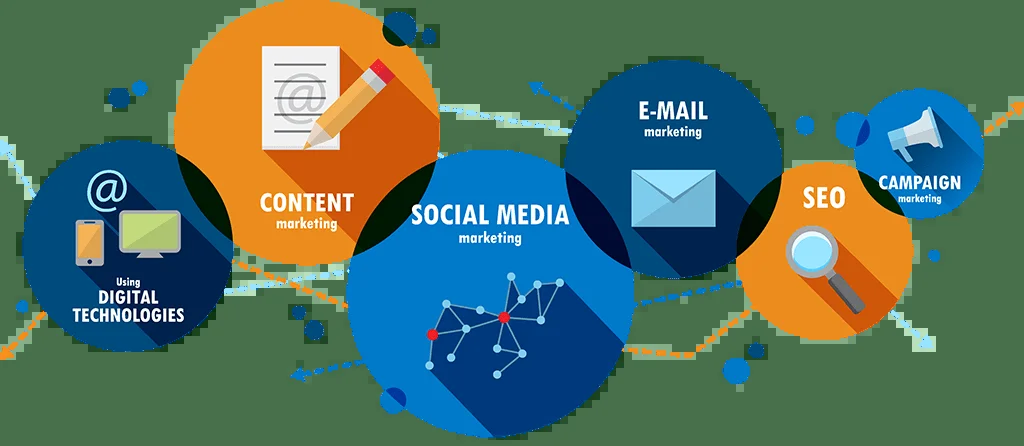 @
Using
DIGITAL
TECHNOLOGIES
@
CONTENT
marketing
SOCIAL MEDIA
marketing
E-MAIL
marketing
SEO
CAMPAIGN
marketing